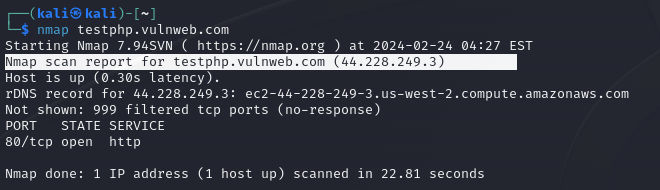 ┌──(kali㉿kali)-[~]
└─$ nmap testphp.vulnweb.com
Starting Nmap 7.94SVN ( https://nmap.org ) at 2024-02-24 04:27 EST
Nmap scan report for testphp.vulnweb.com (44.228.249.3)
Host is up (0.30s latency).
rDNS record for 44.228.249.3: ec2-44-228-249-3.us-west-2.compute.amazonaws.com
Not shown: 999 filtered tcp ports (no-response)
PORT   STATE SERVICE
80/tcp open  http
Nmap done: 1 IP address (1 host up) scanned in 22.81 seconds